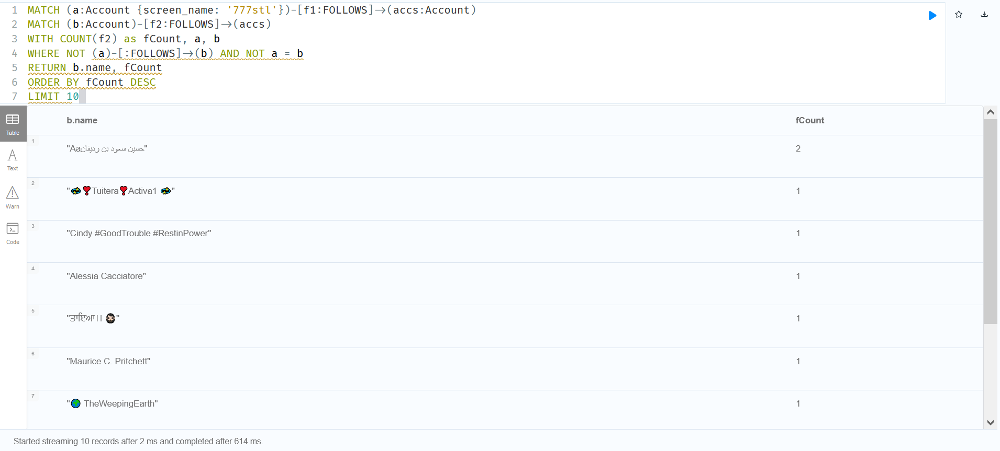 1 MATCH (a:Account {screen_name: '777stl'})-[f1:FOLLOWS]->(accs:Account)
2 MATCH (b:Account)-[f2:FOLLOWS]->(accs)
3 WITH COUNT(f2) as fCount, a, b
4 WHERE NOT (a)-[:FOLLOWS]->(b) AND NOT a = b
5 RETURN b.name, fCount
6 ORDER BY fCount DESC
7 LIMIT 10
Table
Text
Warn
Code
b.name fCount
1 "Aaحسين سعود بن رديفان" 2
2 "💫❣Tuitera❣Activa1 💫" 1
3 "Cindy #GoodTrouble #RestinPower" 1
4 "Alessia Cacciatore" 1
5 "ਤਾਇਆ।। 🧔🏻" 1
6 "Maurice C. Pritchett" 1
7 "🌍 TheWeepingEarth" 1
Started streaming 10 records after 2 ms and completed after 614 ms.